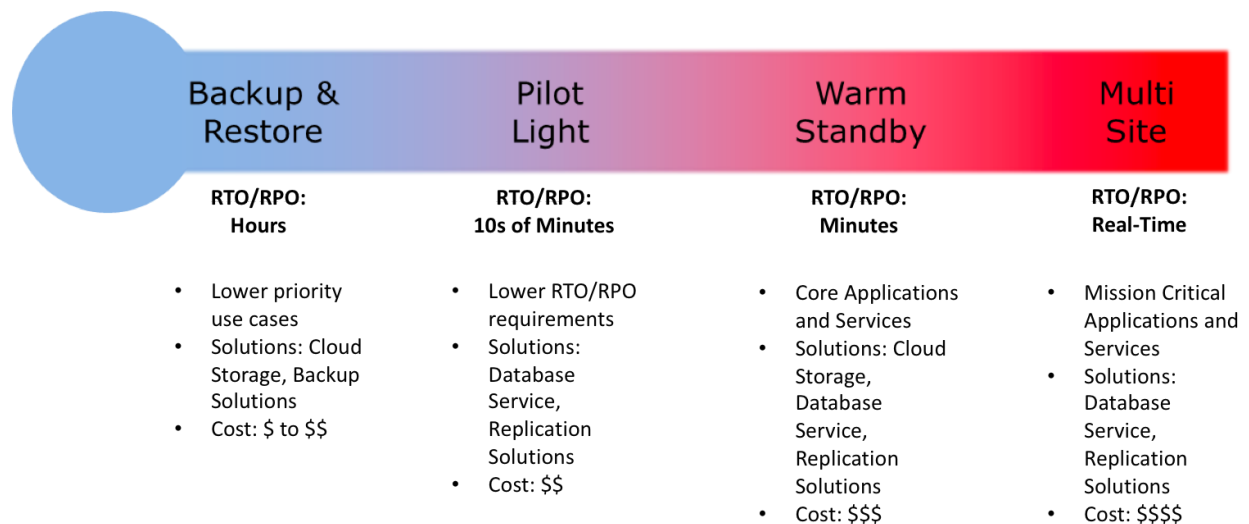 Backup &
Restore
Pilot
Light
Warm
Standby
Multi
Site
RTO/RPO:
Hours
RTO/RPO:
10s of Minutes
RTO/RPO:
Minutes
RTO/RPO:
Real-Time
• Lower priority
use cases
• Solutions: Cloud
Storage, Backup
Solutions
• Cost: $ to $$
• Lower RTO/RPO
requirements
• Solutions:
Database
Service,
Replication
Solutions
• Cost: $$
• Core Applications
and Services
• Solutions: Cloud
Storage,
Database
Service,
Replication
Solutions
• Cost: $$$
• Mission Critical
Applications and
Services
• Solutions:
Database
Service,
Replication
Solutions
• Cost: $$$$